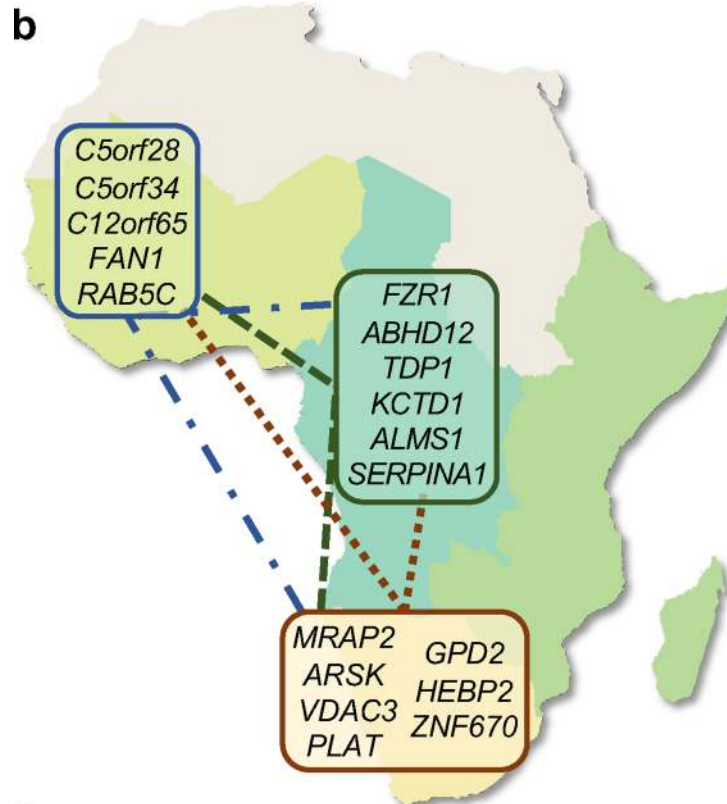 b
C5orf28
C5orf34
C12orf65
FAN1
RAB5C
FZR1
ABHD12
TDP1
KCTD1
ALMS1
SERPINA1
MRAP2
ARSK
VDAC3
PLAT
GPD2
HEBP2
ZNF670